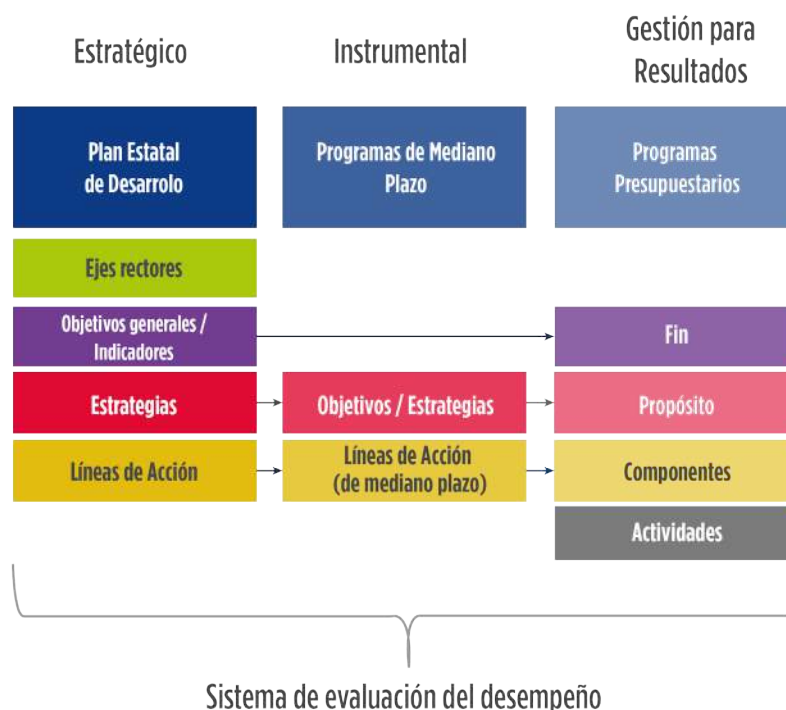 Estratégico
Instrumental
Gestión para
Resultados
Plan Estatal
de Desarrolo
Programas de Mediano
Plazo
Programas
Presupuestarios
Ejes rectores
Objetivos generales /
Indicadores
Fin
Estrategias
Objetivos / Estrategias
Propósito
Líneas de Acción
Líneas de Acción
(de mediano plazo)
Componentes
Actividades
Sistema de evaluación del desempeño